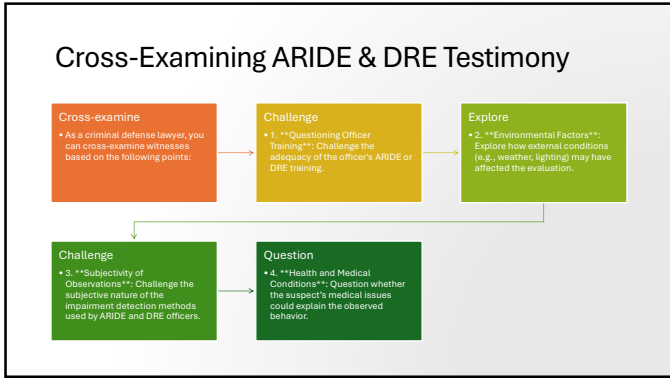 Cross-Examining ARIDE & DRE Testimony
Cross-examine
• As a criminal defense lawyer, you
can cross-examine witnesses
based on the following points:
Challenge
• 1. **Questioning Officer
Training**: Challenge the
adequacy of the officer's ARIDE or
DRE training.
Explore
• 2. **Environmental Factors**:
Explore how external conditions
(e.g., weather, lighting) may have
affected the evaluation.
Challenge
• 3. **Subjectivity of
Observations**: Challenge the
subjective nature of the
impairment detection methods
used by ARIDE and DRE officers.
Question
• 4. **Health and Medical
Conditions**: Question whether
the suspect's medical issues
could explain the observed
behavior.